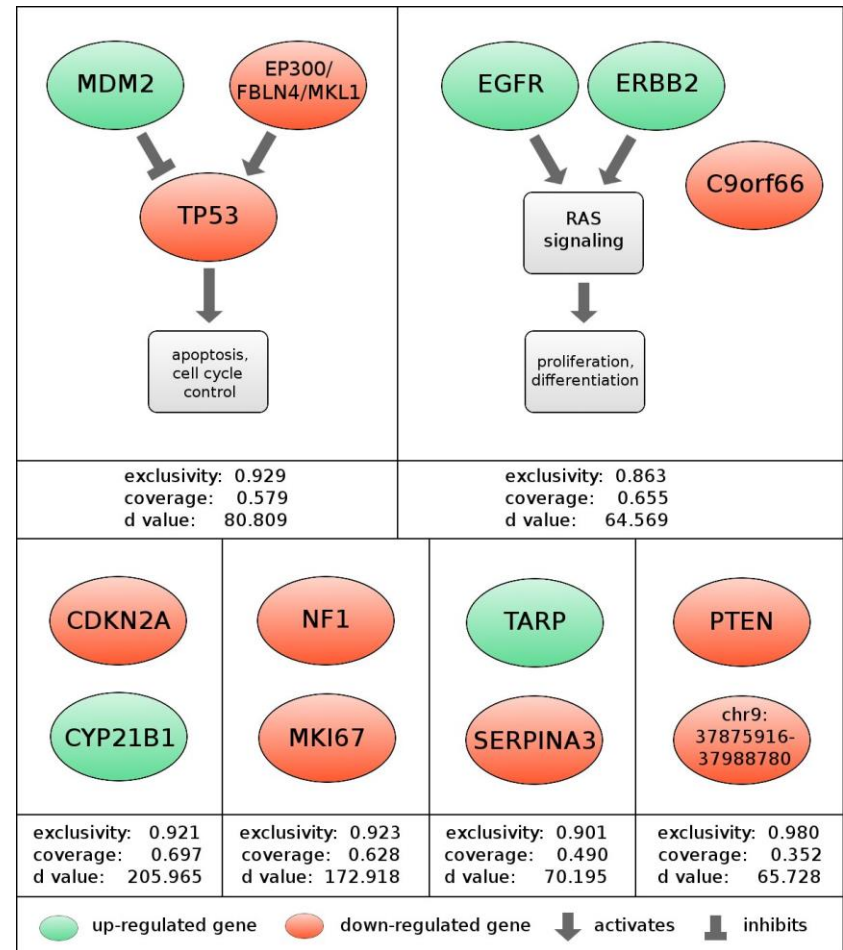 MDM2
EP300/
FBLN4/MKL1
TP53
apoptosis,
cell cycle
control
EGFR
ERBB2
C9orf66
RAS
signaling
proliferation,
differentiation
exclusivity: 0.929
coverage: 0.579
d value: 80.809
exclusivity: 0.863
coverage: 0.655
d value: 64.569
CDKN2A
CYP21B1
NF1
MKI67
TARP
SERPINA3
PTEN
chr9:
37875916-
37988780
exclusivity: 0.921
coverage: 0.697
d value: 205.965
exclusivity: 0.923
coverage: 0.628
d value: 172.918
exclusivity: 0.901
coverage: 0.490
d value: 70.195
exclusivity: 0.980
coverage: 0.352
d value: 65.728
up-regulated gene down-regulated gene activates inhibits